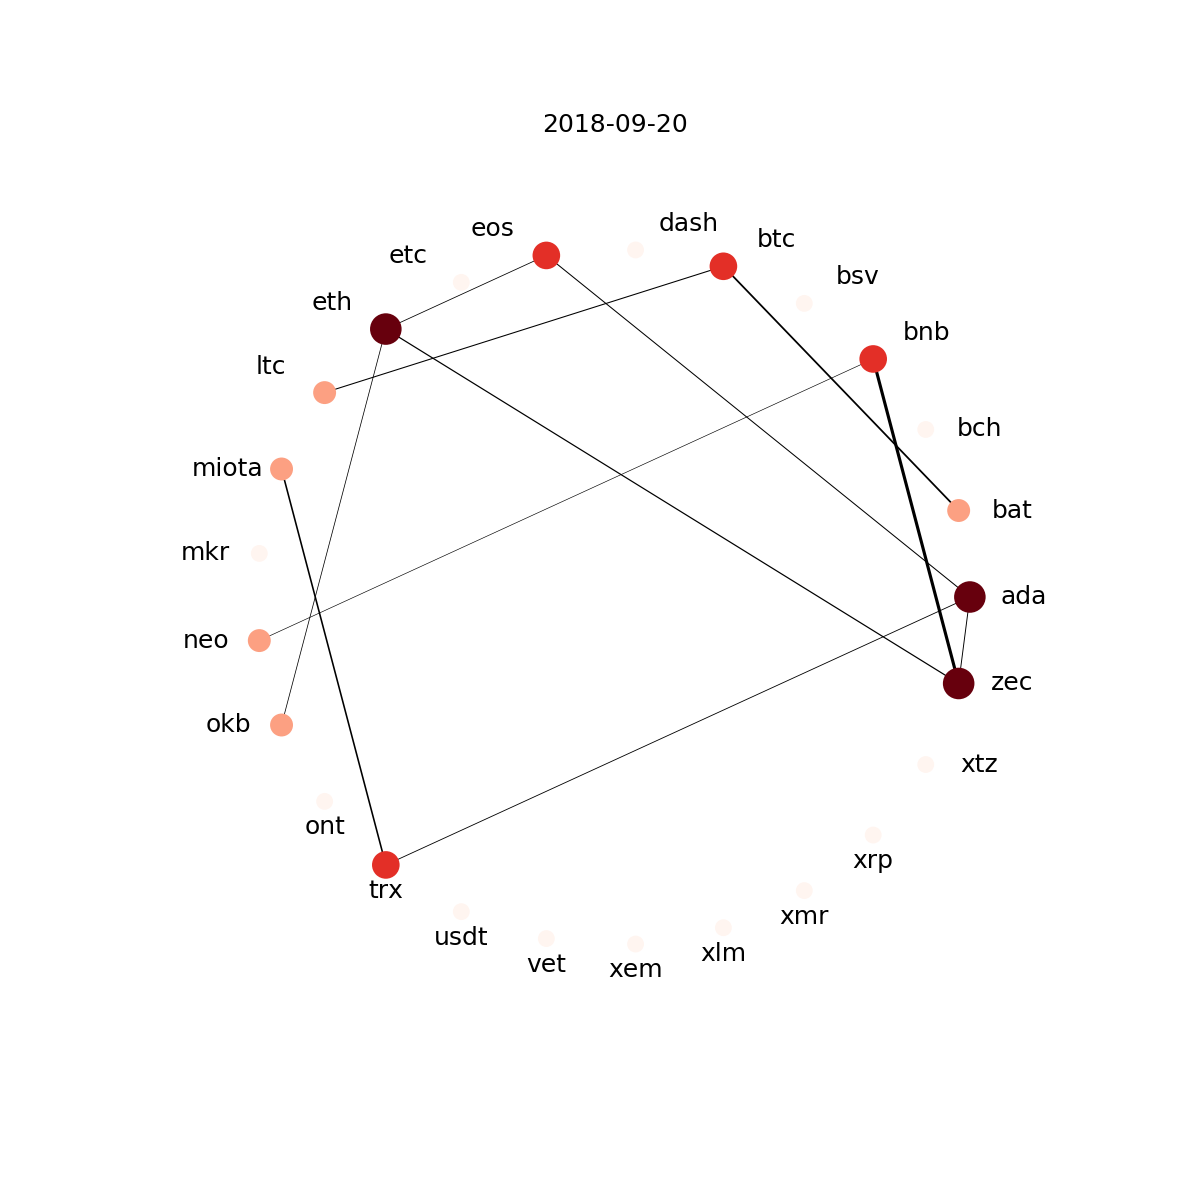 2018-09-20
dash
eos
btc
etc
bsv
eth
bnb
ltc
bch
miota
bat
mkr
ada
neo
zec
okb
xtz
ont
xrp
trx
xmr
usdt
xlm
vet
xem